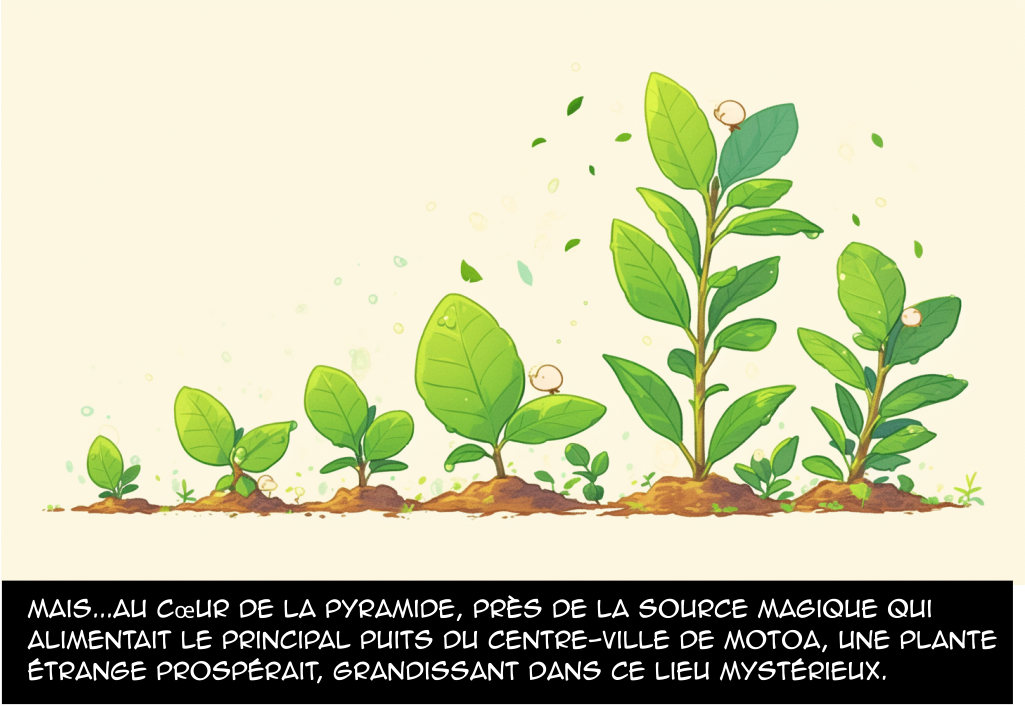 MAIS...AU CœUR DE LA PYRAMIDE, PRÈS DE LA SOURCE MAGIQUE QUI
ALIMENTAIT LE PRINCIPAL PUITS DU CENTRE-VILLE DE MOTOA, UNE PLANTE
ÉTRANGE PROSPÉRAIT, GRANDISSANT DANS CE LIEU MYSTÉRIEUX.